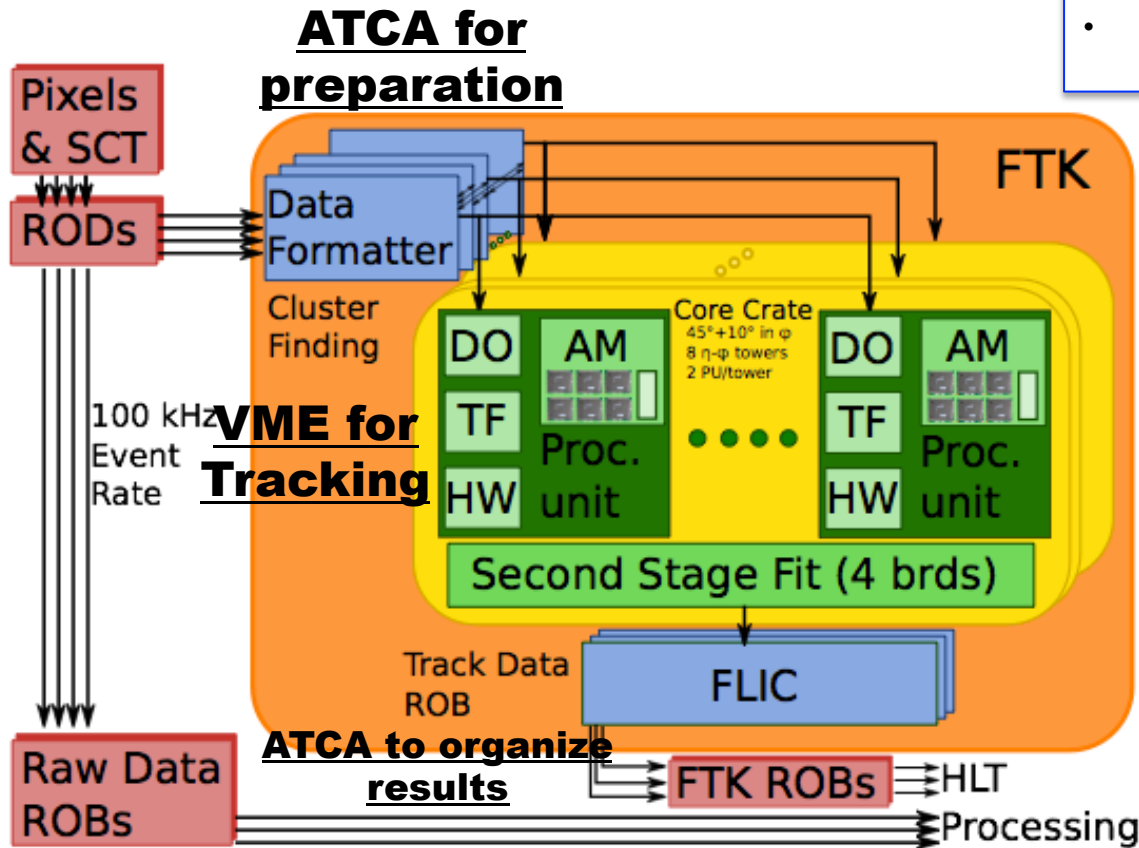 ATCA for
preparation
•
Pixels
& SCT
RODs
Data
Formatter
FTK
Cluster
Finding
Core Crate
45°+10° in φ
8 η-φ towers
2 PU/tower
DO
TF
HW
AM
Proc.
unit
DO
TF
HW
AM
Proc.
unit
100 kHz
Event
Rate
VME for
Tracking
Second Stage Fit (4 brds)
Track Data
ROB
FLIC
ATCA to organize
results
Raw Data
ROBs
FTK ROBs
HLT
Processing